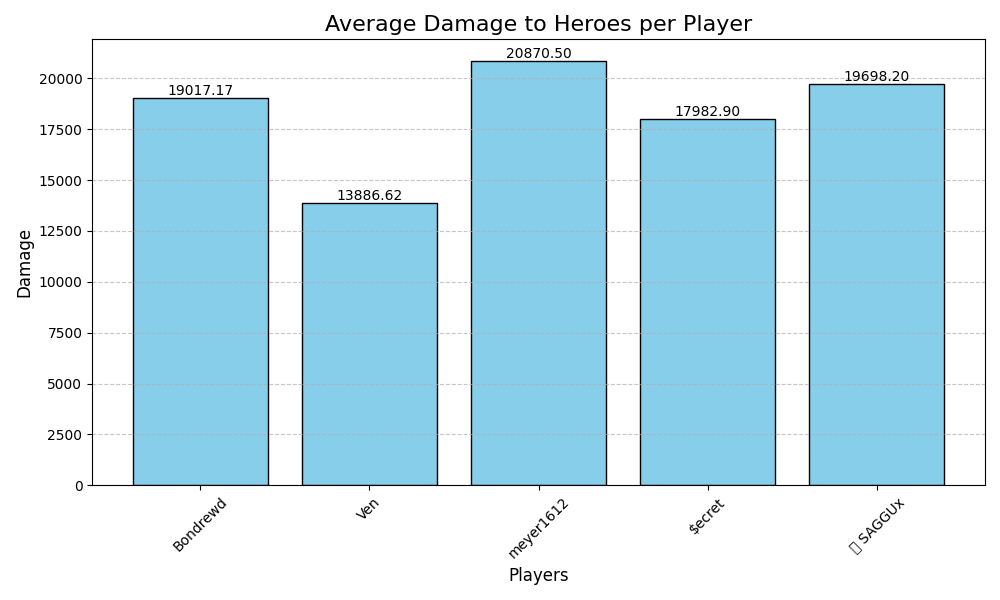 Average Damage to Heroes per Player
20870.50
19698.20
19017.17
17982.90
13886.62
20000
17500
15000
12500
10000
7500
5000
2500
0
Damage
Bondrewd
Ven
meyer1612
$ecret
SAGGUx
Players